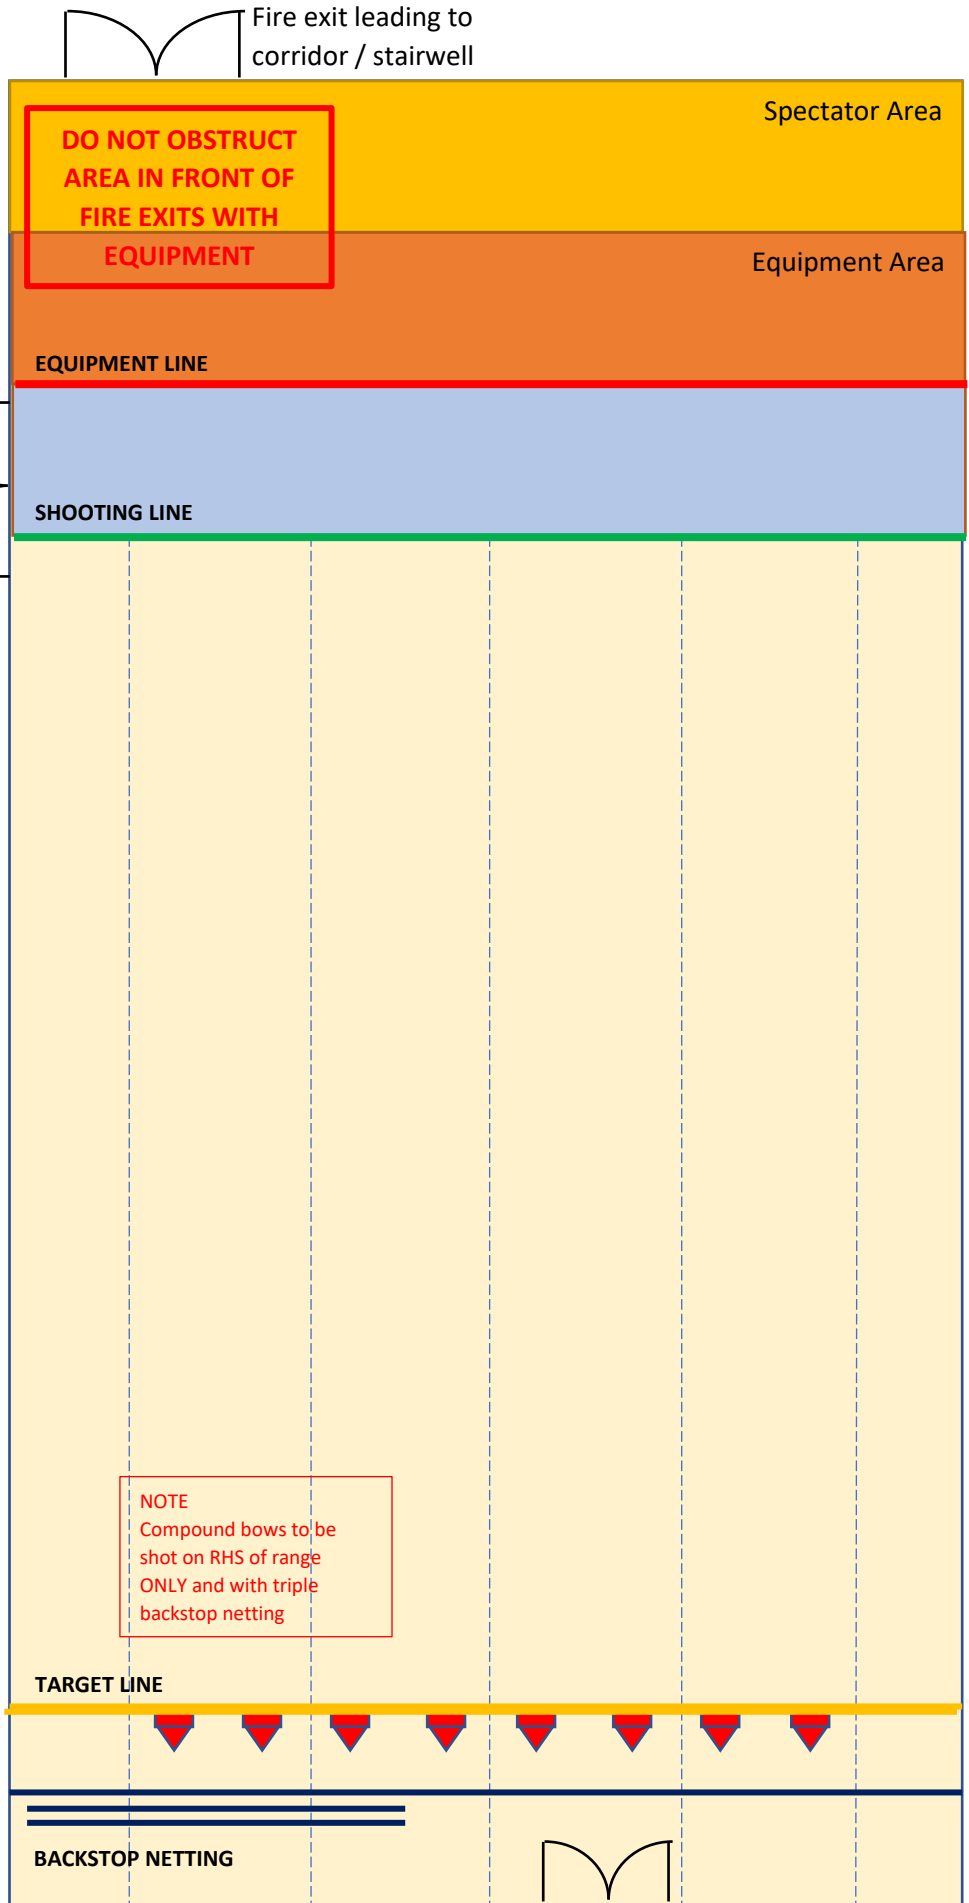 Fire exit leading to
corridor / stairwell
Spectator Area
DO NOT OBSTRUCT
AREA IN FRONT OF
FIRE EXITS WITH
EQUIPMENT
Equipment Area
EQUIPMENT LINE
SHOOTING LINE
NOTE
Compound bows to be
shot on RHS of range
ONLY and with triple
backstop netting
TARGET LINE
BACKSTOP NETTING